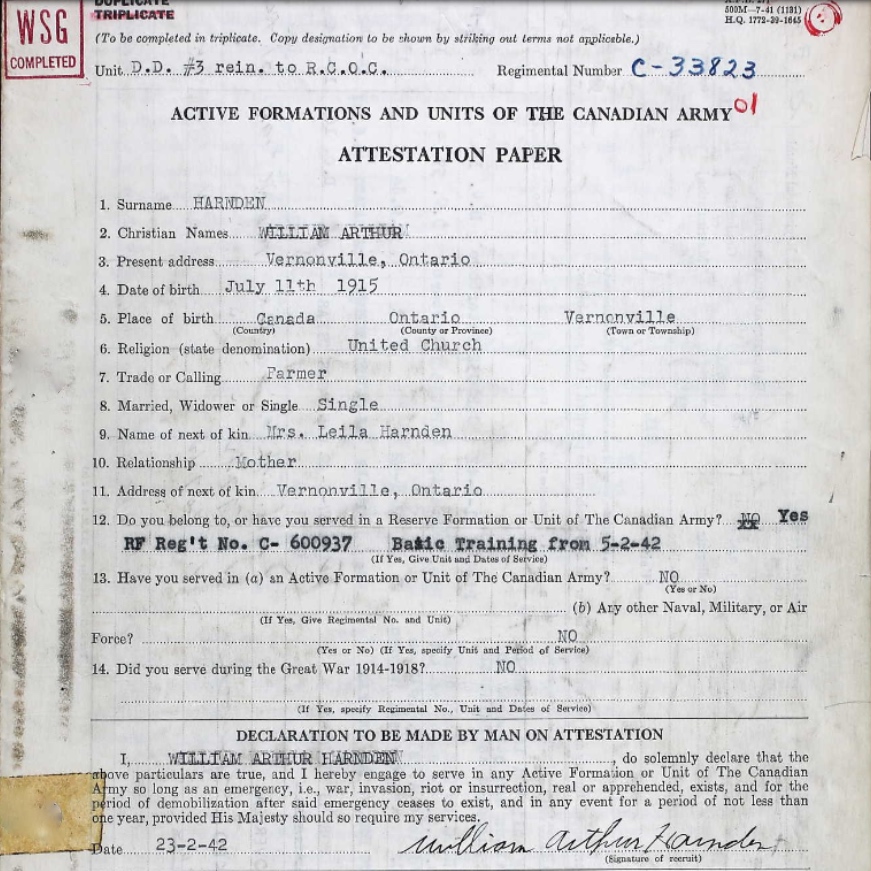 WSG
COMPLETED
DUPLICATE
TRIPLICATE
500M—7-41 (1131)
H.Q. 1772-39-1645
(To be completed in triplicate. Copy designation to be shown by striking out terms not applicable.)
Unit D.D. #3 rein. to R.C.O.C. Regimental Number C-33823
ACTIVE FORMATIONS AND UNITS OF THE CANADIAN ARMY 01
ATTESTATION PAPER
1. Surname HARNDEN
2. Christian Names WILLIAM ARTHUR
3. Present address Vernonville, Ontario
4. Date of birth July 11th 1915
5. Place of birth Canada Ontario Vernonville
(Country) (County or Province) (Town or Township)
6. Religion (state denomination) United Church
7. Trade or Calling Farmer
8. Married, Widower or Single Single
9. Name of next of kin Mrs. Leila Harnden
10. Relationship Mother
11. Address of next of kin Vernonville, Ontario
12. Do you belong to, or have you served in a Reserve Formation or Unit of The Canadian Army? NO Yes
RF Reg't No. C- 600937 Basic Training from 5-2-42
(If Yes, Give Unit and Dates of Service)
13. Have you served in (a) an Active Formation or Unit of The Canadian Army? NO
(Yes or No)
(b) Any other Naval, Military, or Air
(If Yes, Give Regimental No. and Unit)
Force? NO
(Yes or No) (If Yes, specify Unit and Period of Service)
14. Did you serve during the Great War 1914-1918? NO
(If Yes, specify Regimental No., Unit and Dates of Service)
DECLARATION TO BE MADE BY MAN ON ATTESTATION
I, WILLIAM ARTHUR HARNDEN, do solemnly declare that the
above particulars are true, and I hereby engage to serve in any Active Formation or Unit of The Canadian
Army so long as an emergency, i.e., war, invasion, riot or insurrection, real or apprehended, exists, and for the
period of demobilization after said emergency ceases to exist, and in any event for a period of not less than
one year, provided His Majesty should so require my services.
Date 23-2-42 William Arthur Harnden
(Signature of recruit)